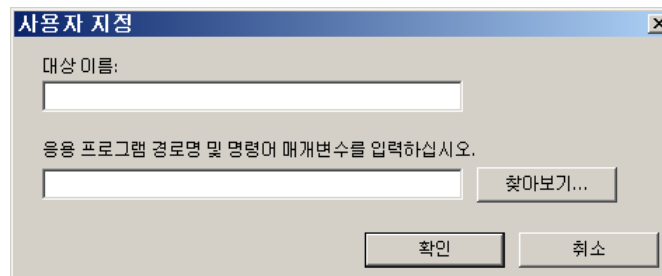 사용자 지정
대상 이름:
응용 프로그램 경로명 및 명령어 매개변수를 입력하십시오.
찾아보기...
확인
취소